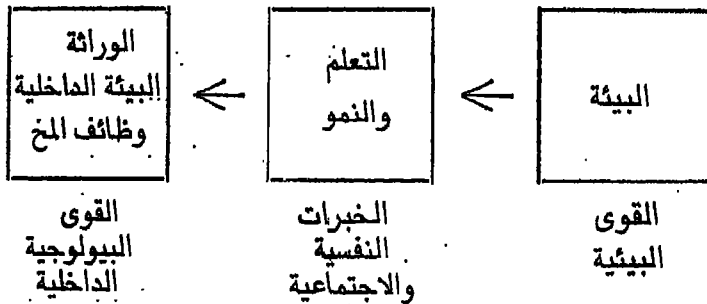 البيئة
التعلم
والنمو
الوراثة
البيئة الداخلية
وظائف المخ
القوى
البيئية
الخبرات
النفسية
والاجتماعية
القوى
البيولوجية
الداخلية